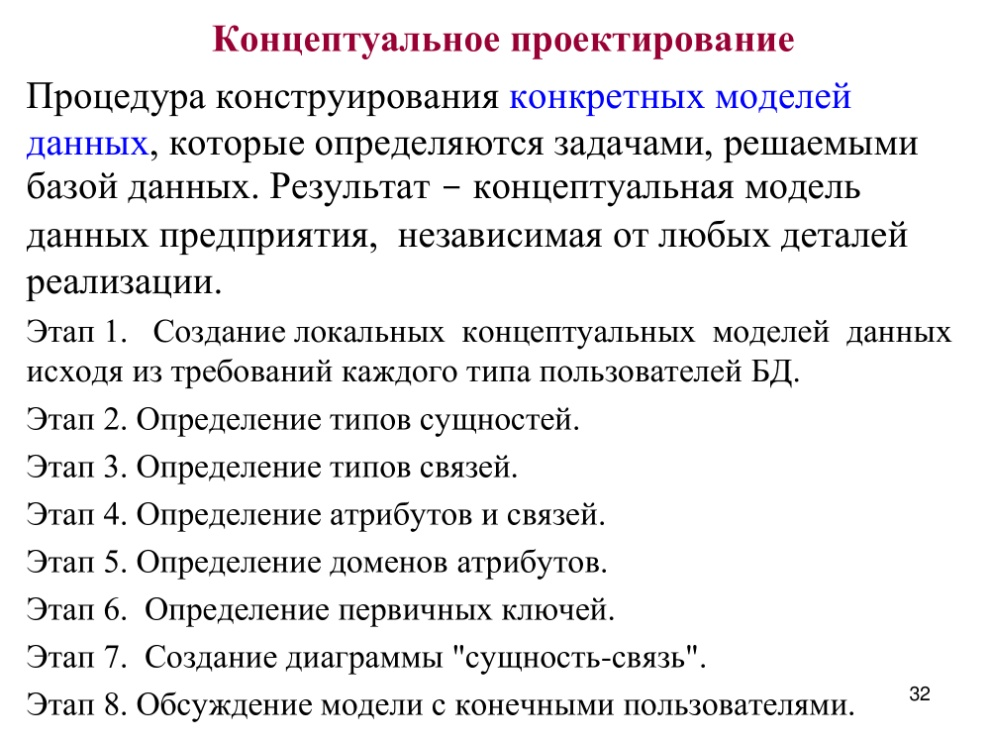 Концептуальное проектирование
Процедура конструирования конкретных моделей
данных, которые определяются задачами, решаемыми
базой данных. Результат – концептуальная модель
данных предприятия,  независимая от любых деталей
реализации.
Этап 1.   Создание локальных  концептуальных  моделей  данных
исходя из требований каждого типа пользователей БД.
Этап 2. Определение типов сущностей.
Этап 3. Определение типов связей.
Этап 4. Определение атрибутов и связей.
Этап 5. Определение доменов атрибутов.
Этап 6.  Определение первичных ключей.
Этап 7.  Создание диаграммы "сущность-связь".
Этап 8. Обсуждение модели с конечными пользователями.
32